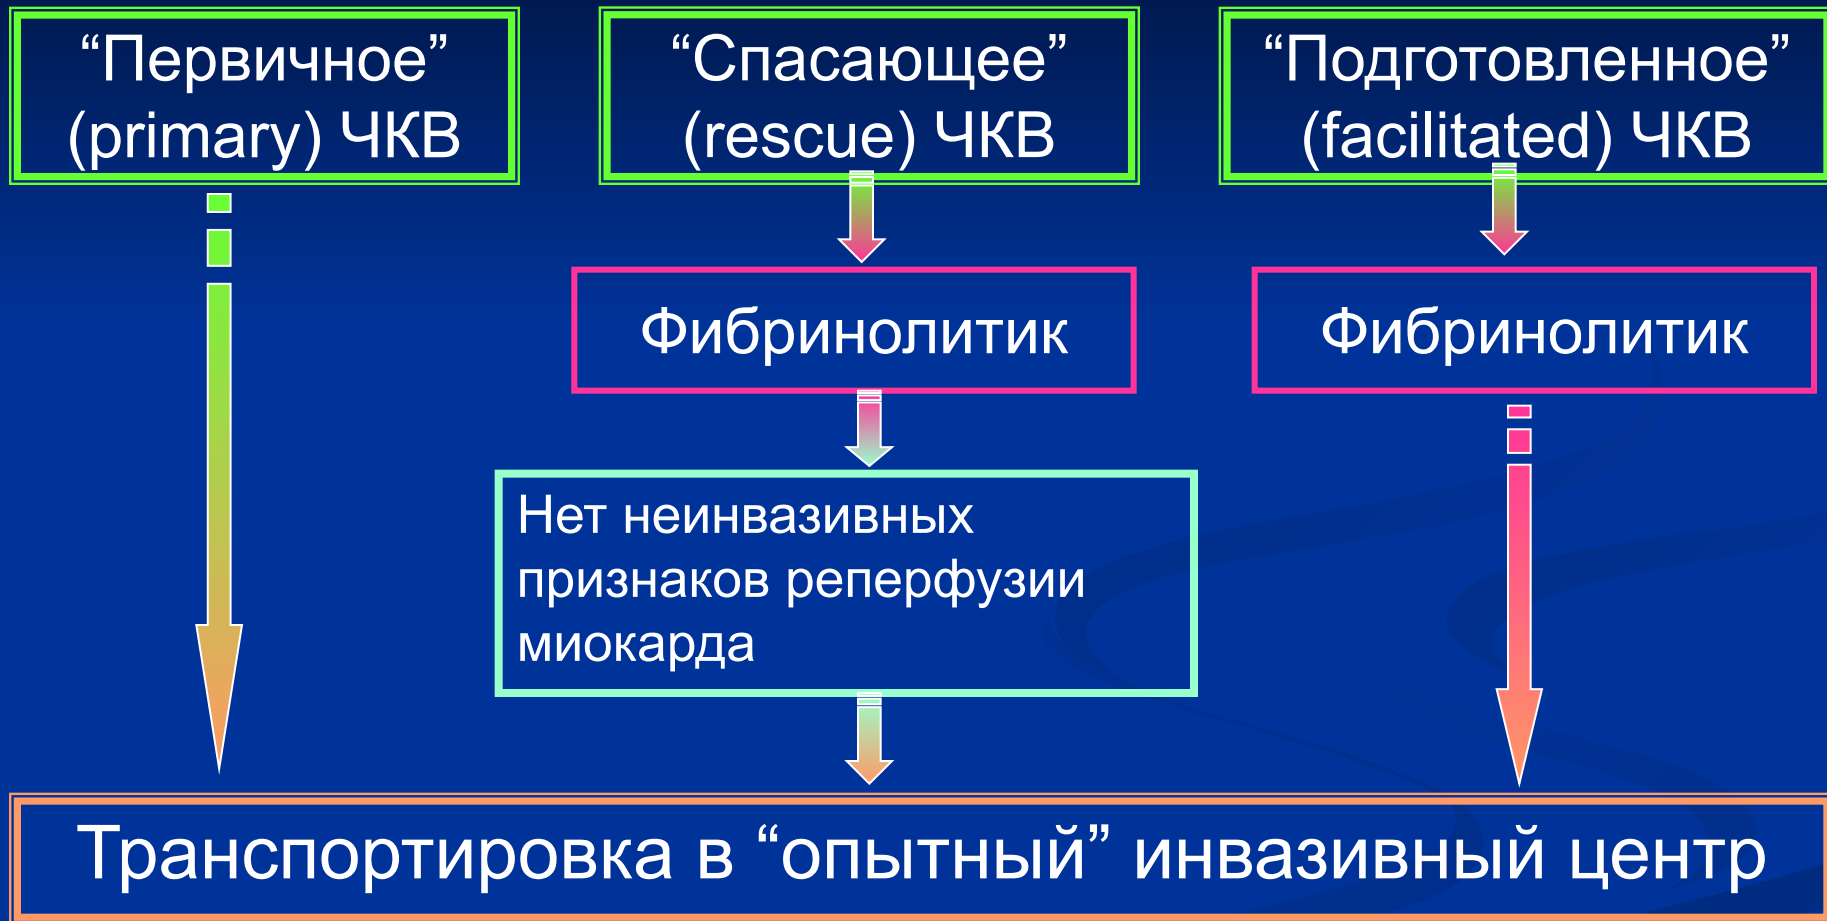 “Первичное”
(primary) ЧКВ
“Спасающее”
(rescue) ЧКВ
“Подготовленное”
(facilitated) ЧКВ
Фибринолитик
Фибринолитик
Нет неинвазивных
признаков реперфузии
миокарда
Транспортировка в “опытный” инвазивный центр